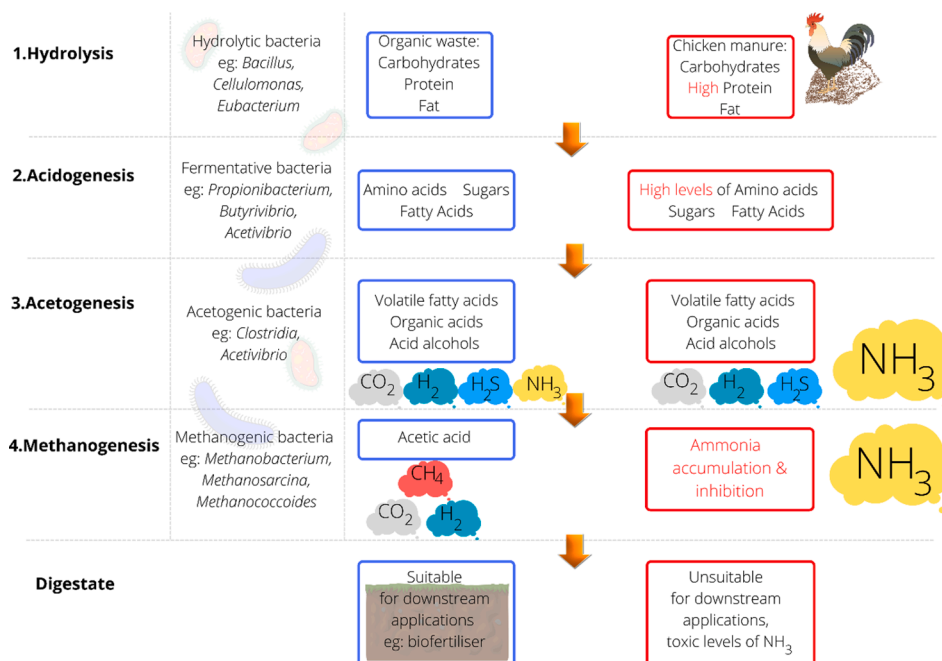 1.Hydrolysis
Hydrolytic bacteria
eg: Bacillus,
Cellulomonas,
Eubacterium
Organic waste:
Carbohydrates
Protein
Fat
Chicken manure:
Carbohydrates
High Protein
Fat
2.Acidogenesis
Fermentative bacteria
eg: Propionibacterium,
Butyrivibrio,
Acetivibrio
Amino acids Sugars
Fatty Acids
High levels of Amino acids
Sugars Fatty Acids
3.Acetogenesis
Acetogenic bacteria
eg: Clostridia,
Acetivibrio
Volatile fatty acids
Organic acids
Acid alcohols
CO2 H2 H2S NH3
Volatile fatty acids
Organic acids
Acid alcohols
CO2 H2 H2S NH3
4.Methanogenesis
Methanogenic bacteria
eg: Methanobacterium,
Methanosarcina,
Methanococcoides
Acetic acid
CH4
CO2 H2
Ammonia
accumulation &
inhibition
NH3
Digestate
Suitable
for downstream
applications
eg: biofertiliser
Unsuitable
for downstream
applications,
toxic levels of NH3